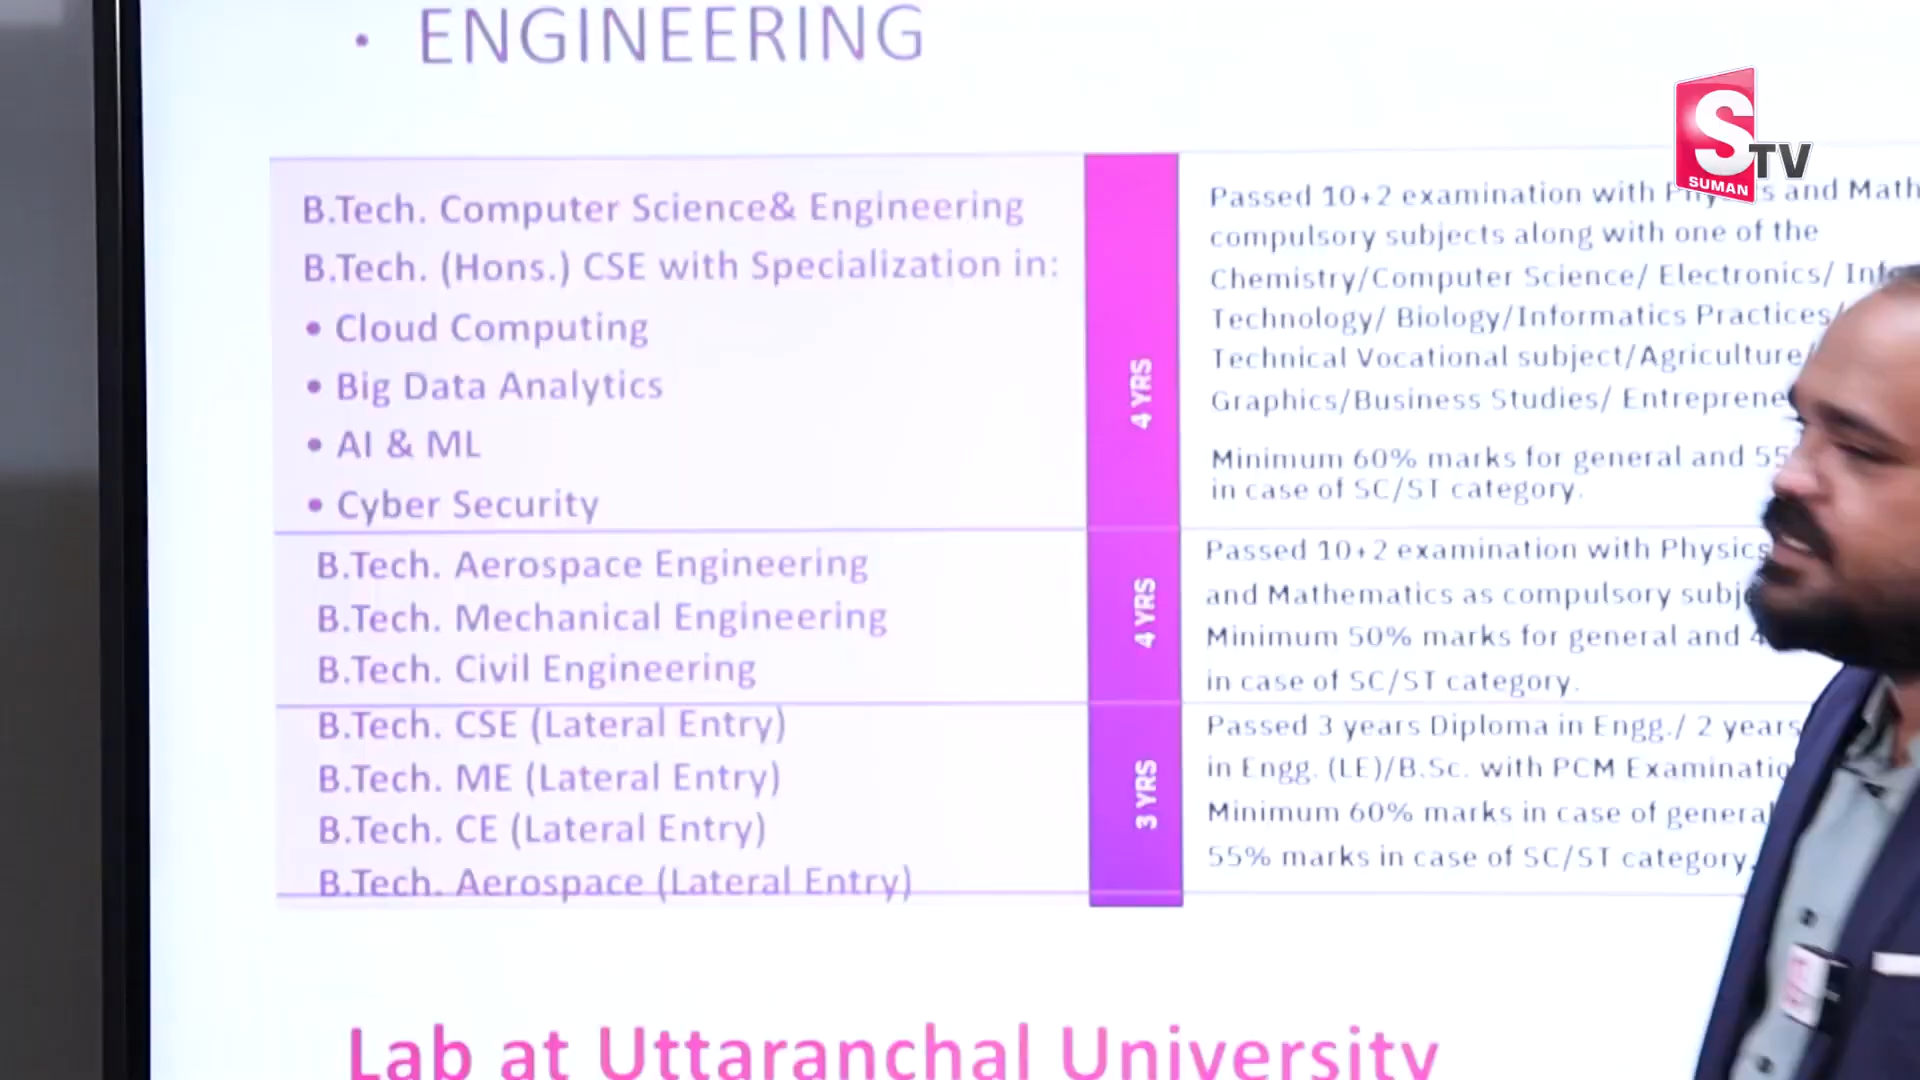 • ENGINEERING
S TV
SUMAN
B.Tech. Computer Science& Engineering
B.Tech. (Hons.) CSE with Specialization in:
• Cloud Computing
• Big Data Analytics
• AI & ML
• Cyber Security
4 YRS
Passed 10+2 examination with and Math
compulsory subjects along with one of the
Chemistry/Computer Science/ Electronics/
Technology/ Biology/Informatics Practices/
Technical Vocational subject/Agriculture/
Graphics/Business Studies/
Minimum 60% marks for general and
in case of SC/ST category.
B.Tech. Aerospace Engineering
B.Tech. Mechanical Engineering
B.Tech. Civil Engineering
4 YRS
Passed 10+2 examination with Physics
and Mathematics as compulsory
Minimum 50% marks for general and
in case of SC/ST category.
B.Tech. CSE (Lateral Entry)
B.Tech. ME (Lateral Entry)
B.Tech. CE (Lateral Entry)
B.Tech. Aerospace (Lateral Entry)
3 YRS
Passed 3 years Diploma in Engg./ 2 years
in Engg. (LE)/B.Sc. with PCM
Minimum 60% marks in case of general
55% marks in case of SC/ST category.
Lab at Uttaranchal University